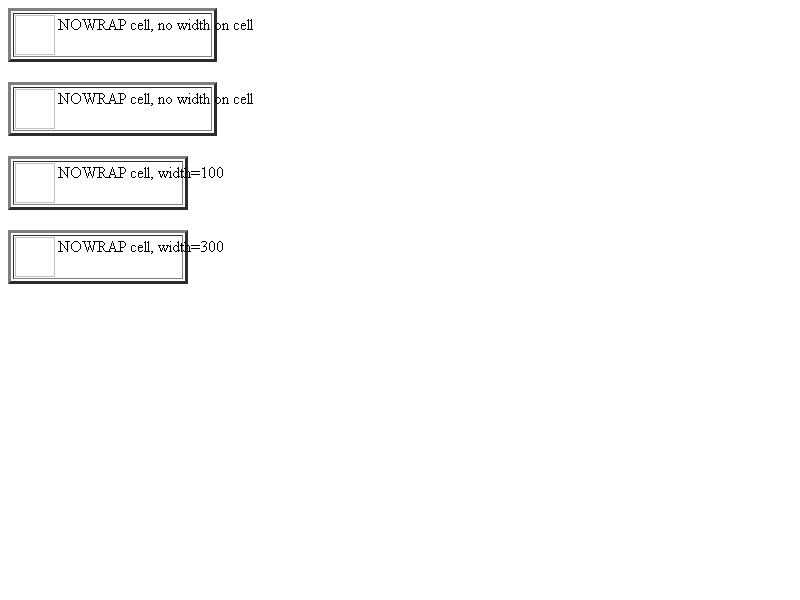 NOWRAP cell, no width on cell
NOWRAP cell, no width on cell
NOWRAP cell, width=100
NOWRAP cell, width=300